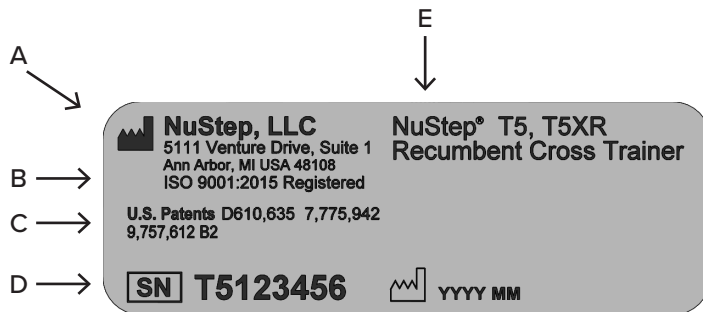 E
A
NuStep, LLC
5111 Venture Drive, Suite 1
Ann Arbor, MI USA 48108
ISO 9001:2015 Registered
NuStep® T5, T5XR
Recumbent Cross Trainer
B
C
U.S. Patents D610,635 7,775,942
9,757,612 B2
D
SN T5123456
YYYY MM